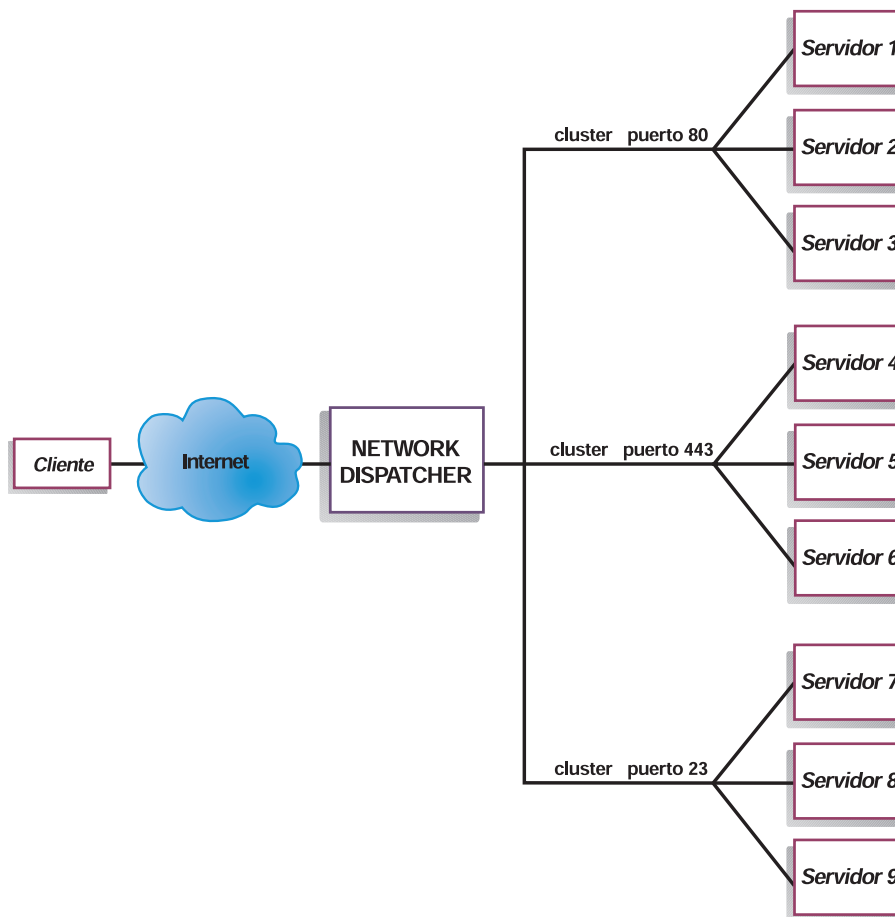 Servidor 1
cluster puerto 80
Servidor 2
Servidor 3
Servidor 4
Cliente
Internet
NETWORK
DISPATCHER
cluster puerto 443
Servidor 5
Servidor 6
Servidor 7
cluster puerto 23
Servidor 8
Servidor 9